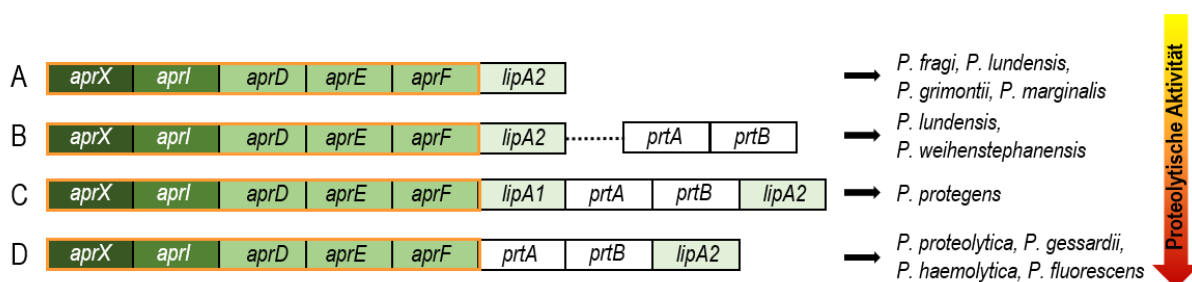 A aprX aprI aprD aprE aprF lipA2
P. fragi, P. lundensis,
P. grimontii, P. marginalis
B aprX aprI aprD aprE aprF lipA2 prtA prtB
P. lundensis,
P. weihenstephanensis
C aprX aprI aprD aprE aprF lipA1 prtA prtB lipA2
P. protegens
D aprX aprI aprD aprE aprF prtA prtB lipA2
P. proteolytica, P. gessardii,
P. haemolytica, P. fluorescens
Proteolytische Aktivität